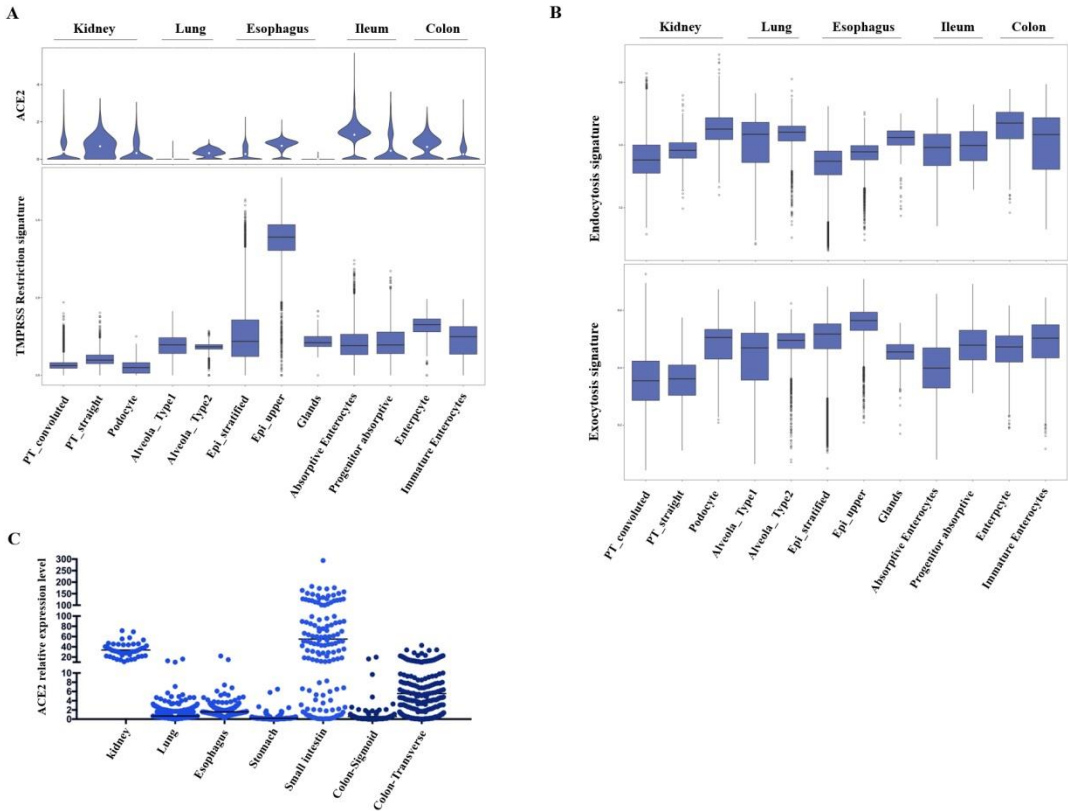 A
Kidney Lung Esophagus Ileum Colon
ACE2
TMPRSS Restriction signature
PT_convoluted
PT_straight
Podocyte
Alveola_Type1
Alveola_Type2
Epi_stratified
Epi_upper
Glands
Absorptive Enterocytes
Progenitor absorptive
Enterpcyte
Immature Enterocytes
B
Kidney Lung Esophagus Ileum Colon
Endocytosis signature
Exocytosis signature
PT_convoluted
PT_straight
Podocyte
Alveola_Type1
Alveola_Type2
Epi_stratified
Epi_upper
Glands
Absorptive Enterocytes
Progenitor absorptive
Enterpcyte
Immature Enterocytes
C
ACE2 relative expression level
300
250
200
150
100
100
80
60
40
20
10
8
6
4
2
0
kidney
Lung
Esophagus
Stomach
Small intestin
Colon-Sigmoid
Colon-Transverse